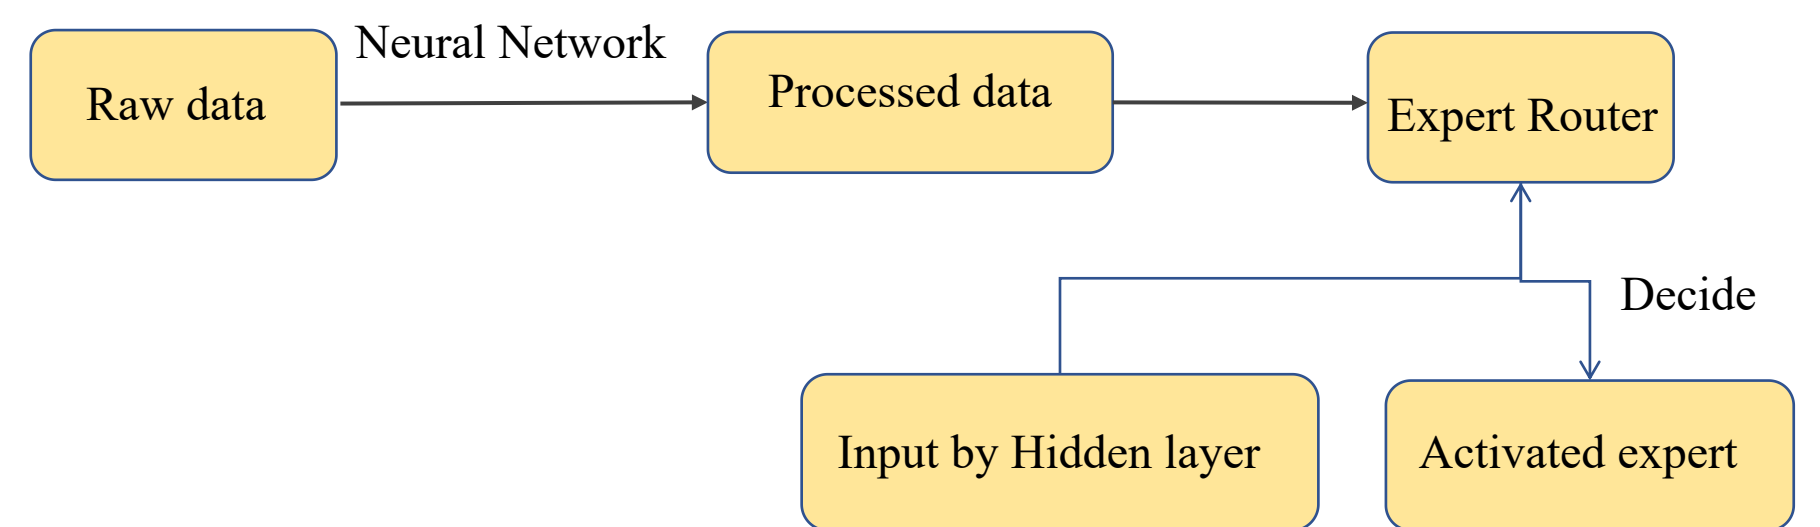 Raw data
Neural Network
Processed data
Expert Router
Decide
Input by Hidden layer
Activated expert